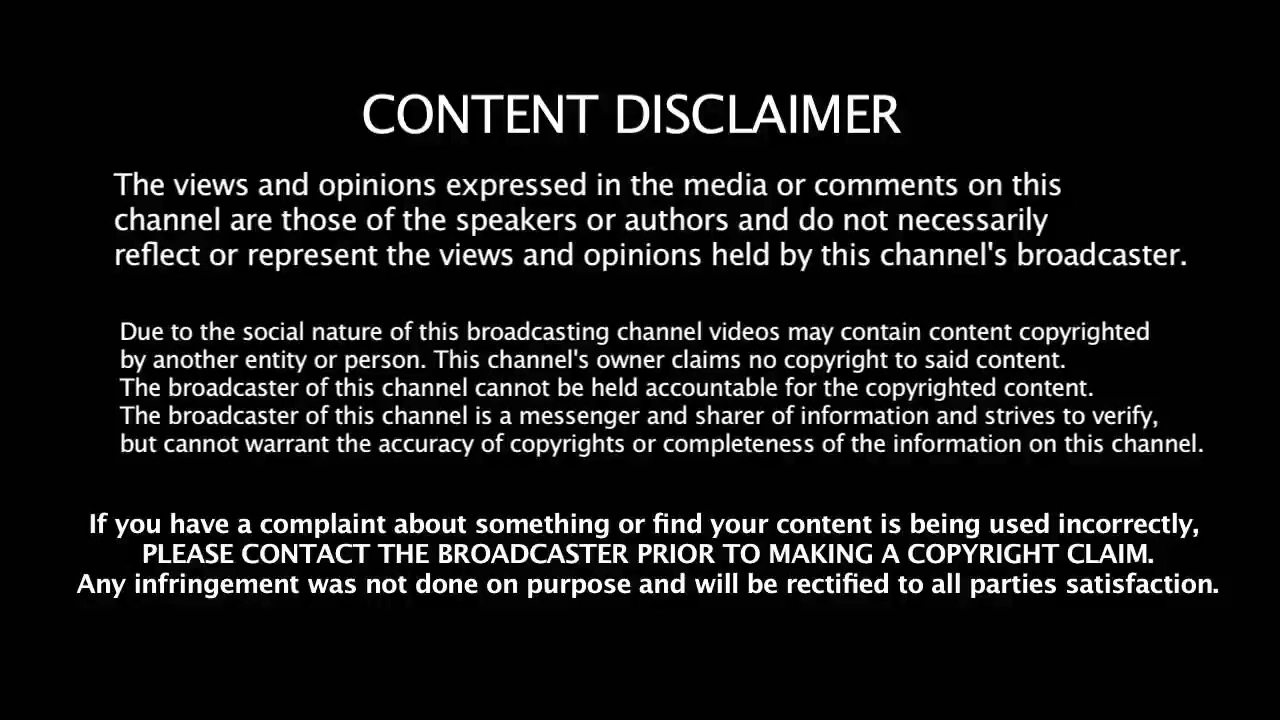 CONTENT DISCLAIMER
The views and opinions expressed in the media or comments on this
channel are those of the speakers or authors and do not necessarily
reflect or represent the views and opinions held by this channel's broadcaster.
Due to the social nature of this broadcasting channel videos may contain content copyrighted
by another entity or person. This channel's owner claims no copyright to said content.
The broadcaster of this channel cannot be held accountable for the copyrighted content.
The broadcaster of this channel is a messenger and sharer of information and strives to verify,
but cannot warrant the accuracy of copyrights or completeness of the information on this channel.
If you have a complaint about something or find your content is being used incorrectly,
PLEASE CONTACT THE BROADCASTER PRIOR TO MAKING A COPYRIGHT CLAIM.
Any infringement was not done on purpose and will be rectified to all parties satisfaction.